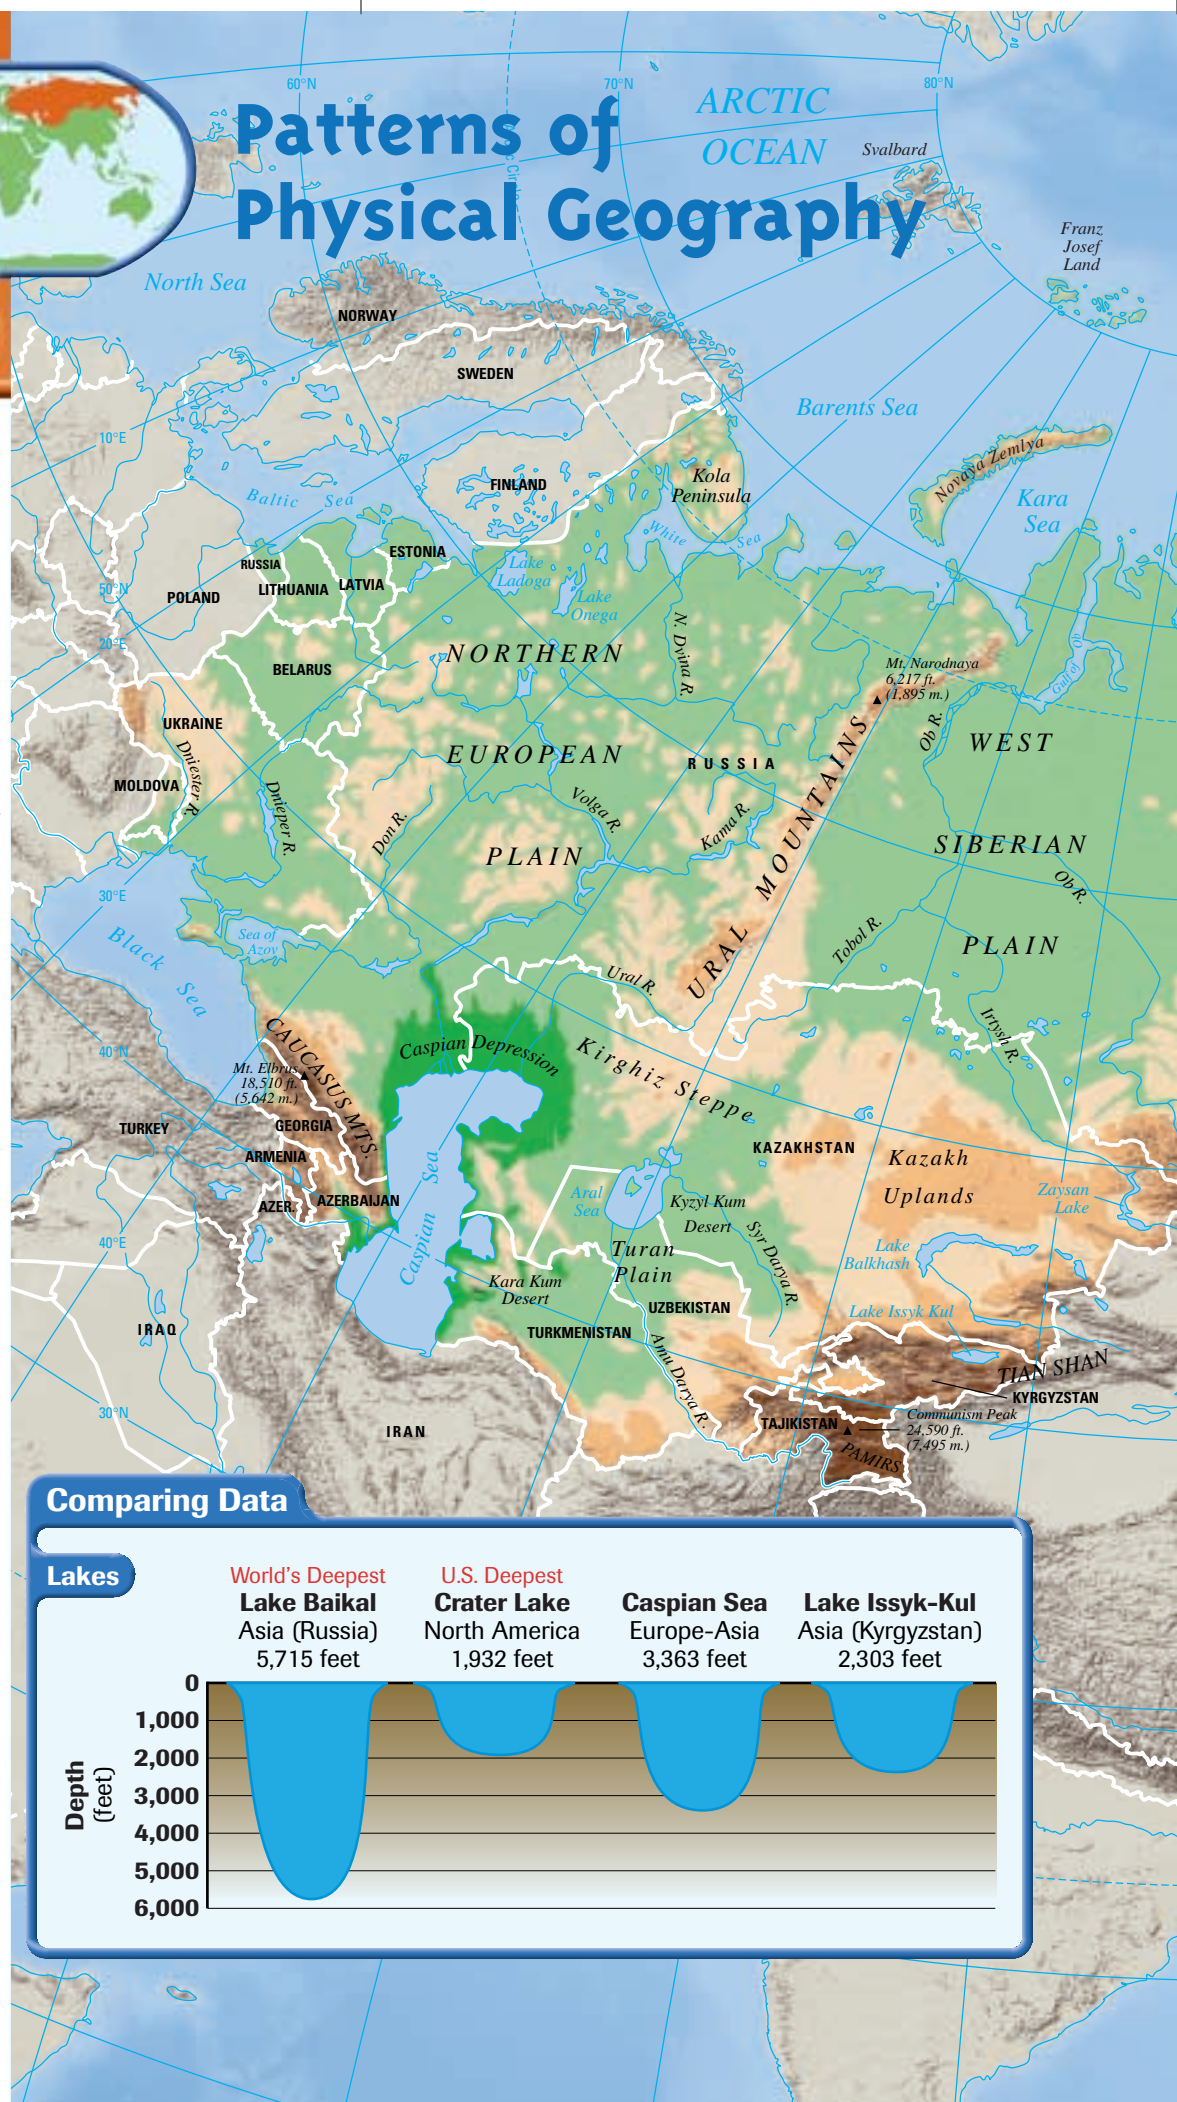 60°N
70°N
80°N
Patterns of
Physical Geography
ARCTIC
OCEAN
Svalbard
Franz
Josef
Land
North Sea
NORWAY
SWEDEN
Barents Sea
10°E
FINLAND
Kola
Peninsula
Novaya Zemlya
Kara
Sea
Baltic Sea
White Sea
ESTONIA
RUSSIA
LITHUANIA
LATVIA
Lake
Ladoga
Lake
Onega
50°N
POLAND
20°E
NORTHERN
N. Dvina R.
BELARUS
Mt. Narodnaya
6,217 ft.
(1,895 m.)
Gulf of Ob
UKRAINE
EUROPEAN
RUSSIA
Ob R.
WEST
MOLDOVA
Dniester R.
Dnieper R.
Don R.
Volga R.
Kama R.
PLAIN
URAL MOUNTAINS
SIBERIAN
Ob R.
30°E
Black Sea
Sea of
Azov
Tobol R.
PLAIN
Ural R.
Irtysh R.
CAUCASUS MTS.
Caspian Depression
Kirghiz Steppe
40°N
Mt. Elbrus
18,510 ft.
(5,642 m.)
TURKEY
GEORGIA
ARMENIA
AZER.
AZERBAIJAN
Caspian Sea
KAZAKHSTAN
Kazakh
Uplands
Aral
Sea
Kyzyl Kum
Desert
Syr Darya R.
Zaysan
Lake
40°E
Lake
Balkhash
Turan
Plain
Kara Kum
Desert
UZBEKISTAN
Lake Issyk Kul
IRAQ
TURKMENISTAN
Amu Darya R.
TIAN SHAN
KYRGYZSTAN
30°N
IRAN
TAJIKISTAN
Communism Peak
24,590 ft.
(7,495 m.)
PAMIRS
Comparing Data
Lakes
World's Deepest
Lake Baikal
Asia (Russia)
5,715 feet
U.S. Deepest
Crater Lake
North America
1,932 feet
Caspian Sea
Europe-Asia
3,363 feet
Lake Issyk-Kul
Asia (Kyrgyzstan)
2,303 feet
Depth
(feet)
0
1,000
2,000
3,000
4,000
5,000
6,000